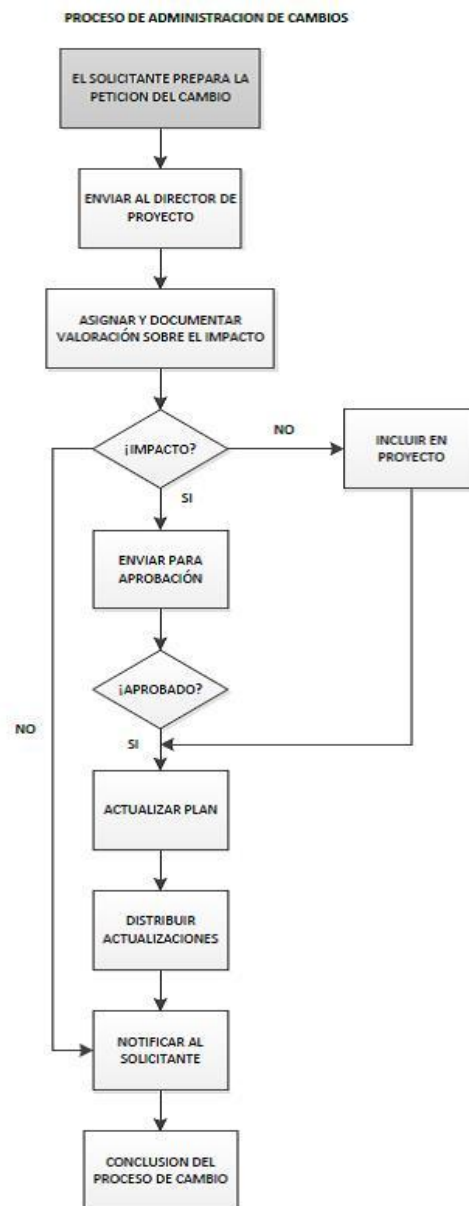 PROCESO DE ADMINISTRACION DE CAMBIOS
EL SOLICITANTE PREPARA LA
PETICION DEL CAMBIO
ENVIAR AL DIRECTOR DE
PROYECTO
ASIGNAR Y DOCUMENTAR
VALORACIÓN SOBRE EL IMPACTO
¡IMPACTO?
NO
INCLUIR EN
PROYECTO
SI
ENVIAR PARA
APROBACIÓN
¡APROBADO?
NO
SI
ACTUALIZAR PLAN
DISTRIBUIR
ACTUALIZACIONES
NOTIFICAR AL
SOLICITANTE
CONCLUSION DEL
PROCESO DE CAMBIO